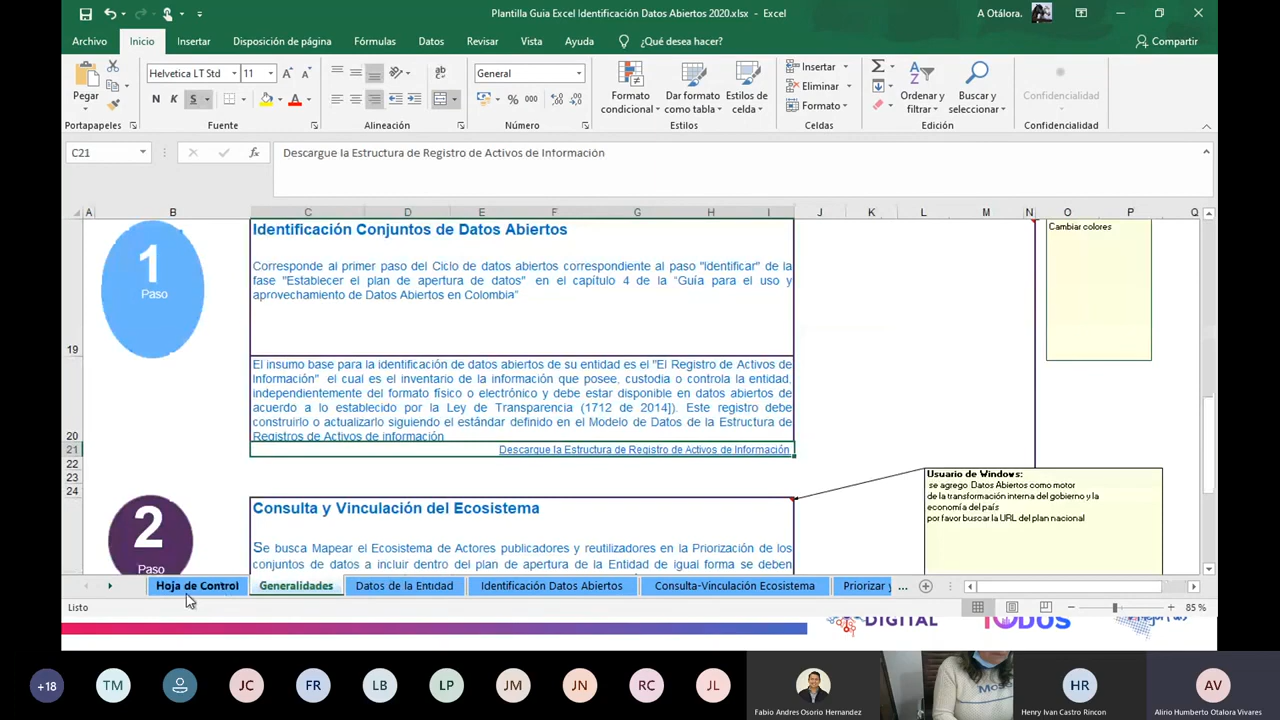 Plantilla Guia Excel Identificación Datos Abiertos 2020.xlsx - Excel
A Otálora.
Archivo Inicio Insertar Disposición de página Fórmulas Datos Revisar Vista Ayuda ¿Qué desea hacer? Compartir
Pegar
Helvetica LT Std 11
N K S
General
% 000
Formato condicional
Dar formato como tabla
Estilos de celda
Insertar
Eliminar
Formato
Ordenar y filtrar
Buscar y seleccionar
Confidencialidad
Portapapeles Fuente Alineación Número Estilos Celdas Edición Confidencialidad
C21 fx Descargue la Estructura de Registro de Activos de Información
A B C D E F G H I J K L M N O P Q
1
Paso
Identificación Conjuntos de Datos Abiertos
Corresponde al primer paso del Ciclo de datos abiertos correspondiente al paso "Identificar" de la
fase "Establecer el plan de apertura de datos" en el capítulo 4 de la "Guía para el uso y
aprovechamiento de Datos Abiertos en Colombia"
Cambiar colores
19
El insumo base para la identificación de datos abiertos de su entidad es el "El Registro de Activos de
Información" el cual es el inventario de la información que posee, custodia o controla la entidad,
independientemente del formato físico o electrónico y debe estar disponible en datos abiertos de
acuerdo a lo establecido por la Ley de Transparencia (1712 de 2014]). Este registro debe
construirlo o actualizarlo siguiendo el estándar definido en el Modelo de Datos de la Estructura de
Registros de Activos de información
20
21 Descargue la Estructura de Registro de Activos de Información
22
23
24
Usuario de Windows:
se agrego Datos Abiertos como motor
de la transformación interna del gobierno y la
economía del país
por favor buscar la URL del plan nacional
2
Paso
Consulta y Vinculación del Ecosistema
Se busca Mapear el Ecosistema de Actores publicadores y reutilizadores en la Priorización de los
conjuntos de datos a incluir dentro del plan de apertura de la Entidad de igual forma se deben
Hoja de Control Generalidades Datos de la Entidad Identificación Datos Abiertos Consulta-Vinculación Ecosistema Priorizar y ...
Listo 85 %
DIGITAL TODOS
+18 TM JC FR LB LP JM JN RC JL HR AV
Fabio Andres Osorio Hernandez Henry Ivan Castro Rincon Alirio Humberto Otalora Vivares